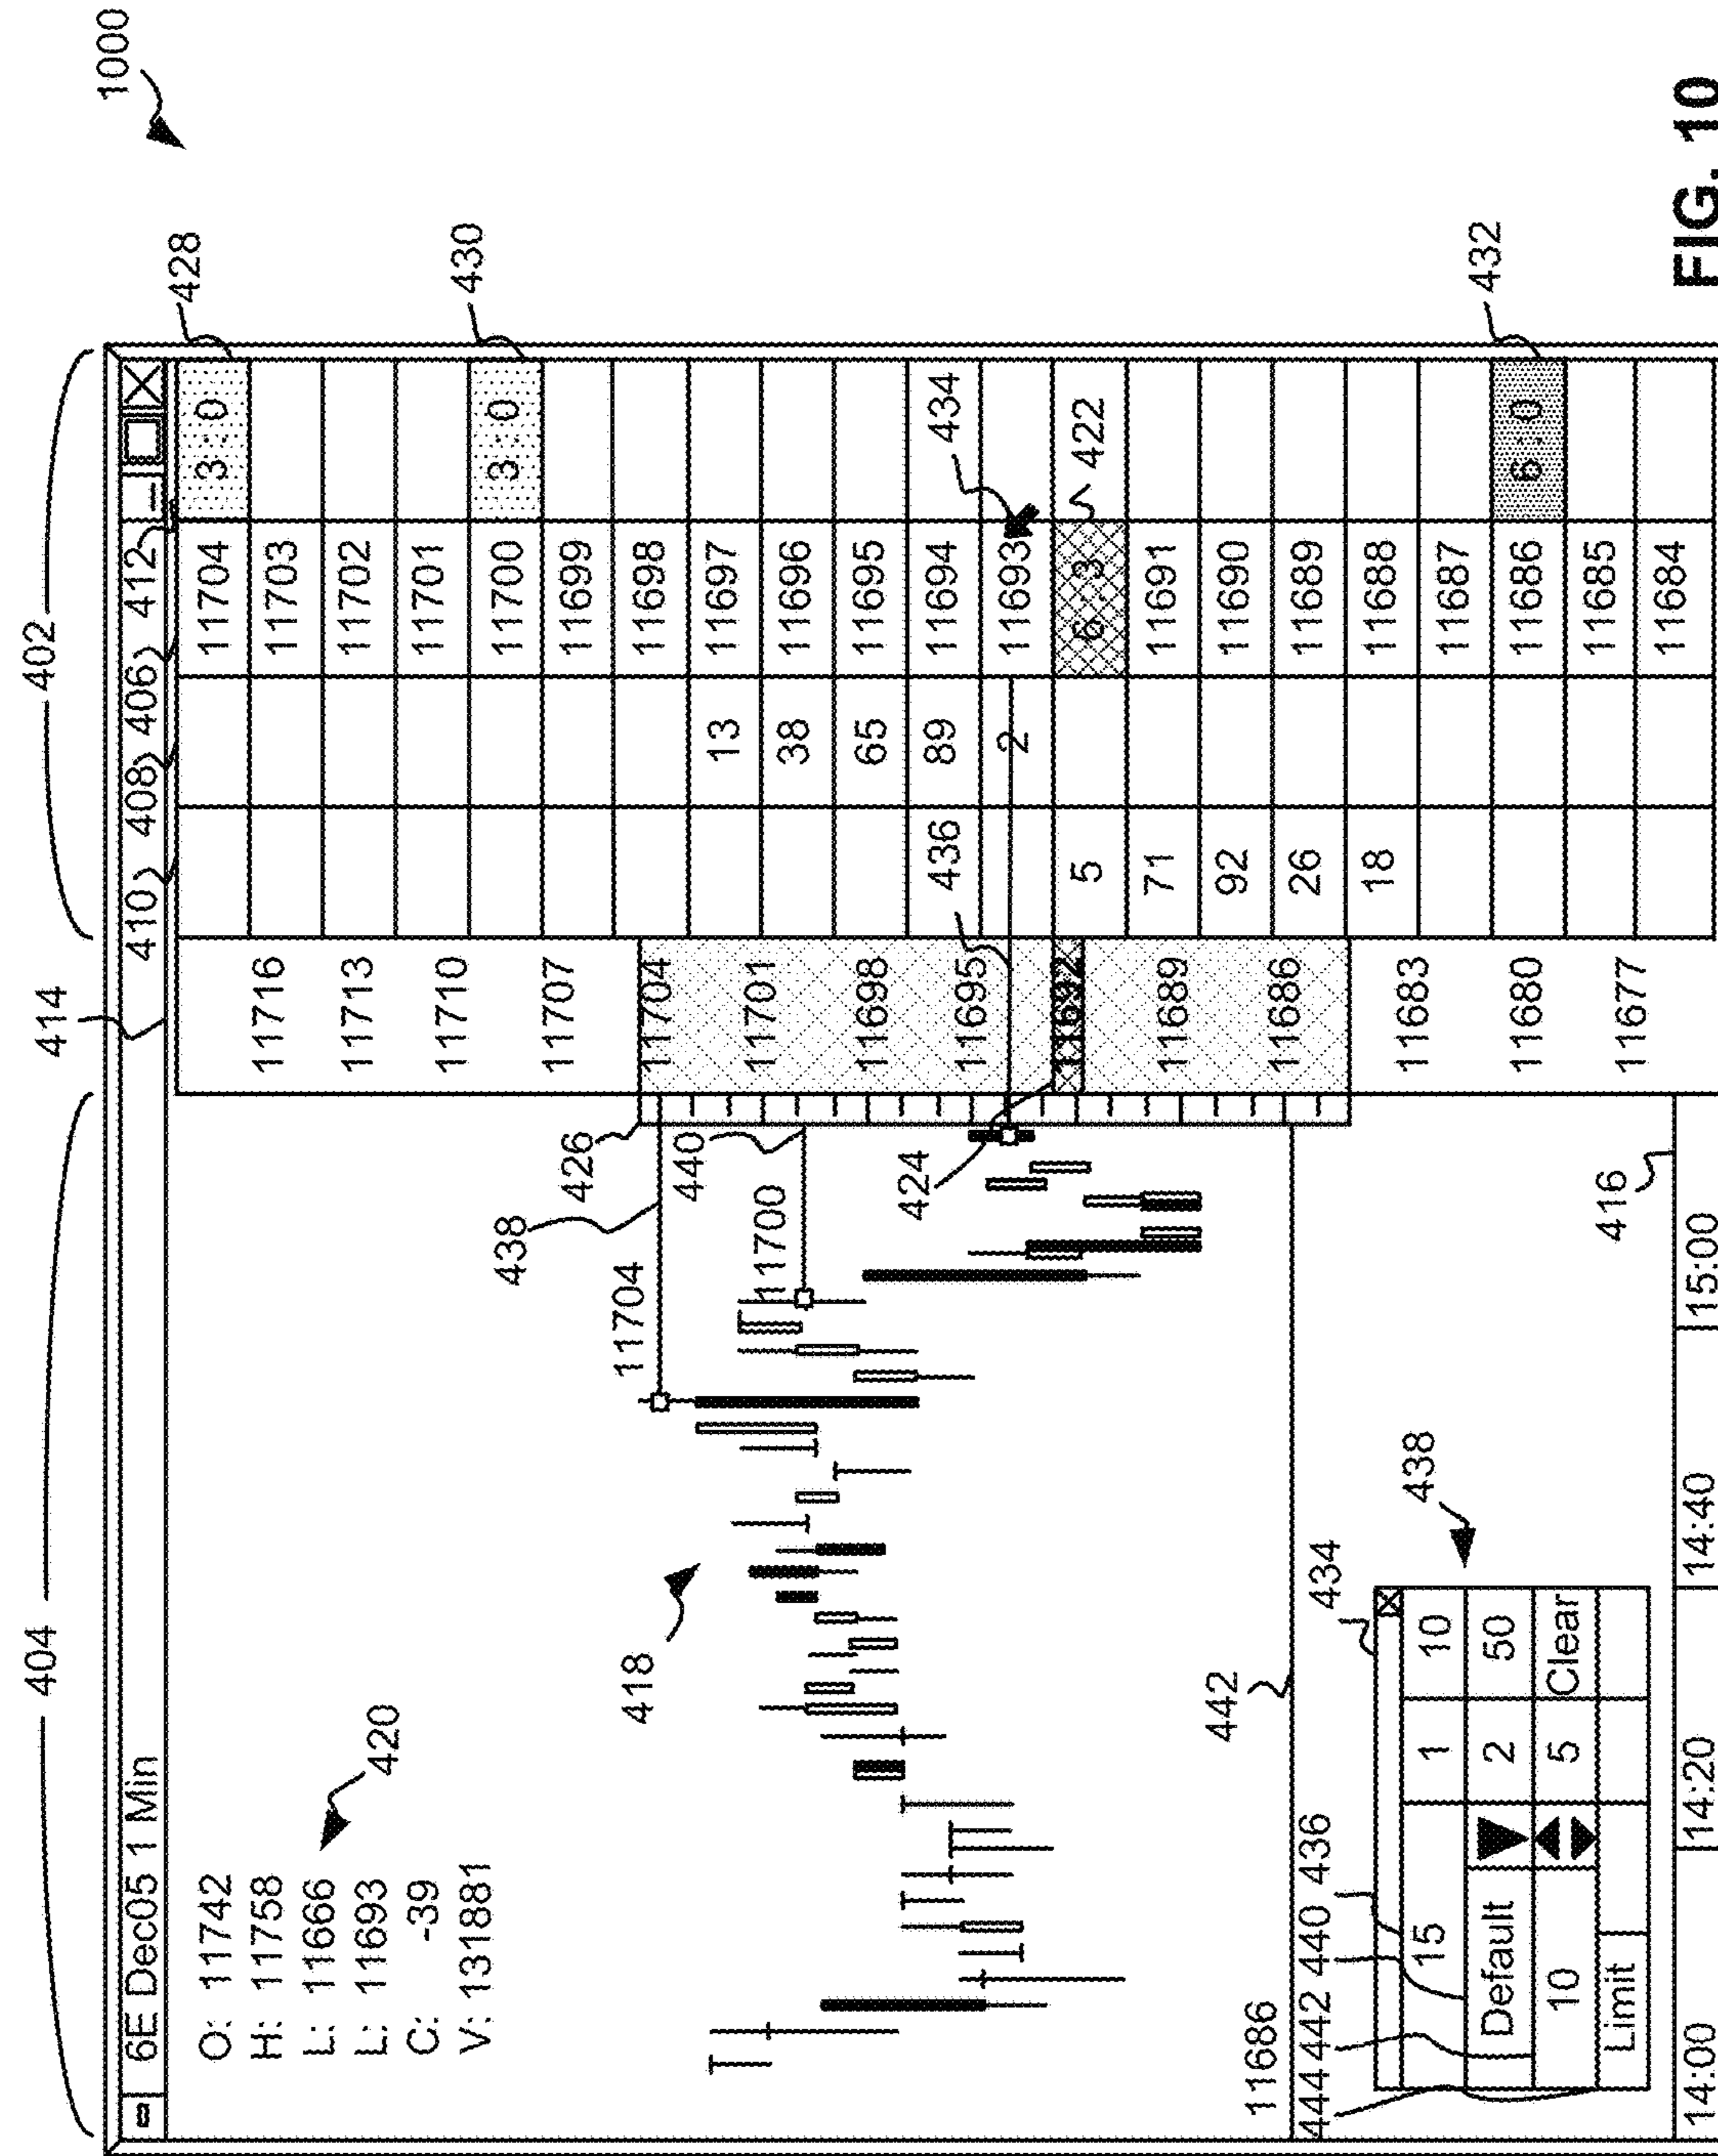 1000
404
402
414
6E Dec05 1 Min
410 408 406 412
428
430
432
O: 11742
H: 11758
L: 11666
L: 11693
C: -39
V: 131881
420
418
438
11704
426
440
11700
424
442
11686
416
11716
11713
11710
11707
11704
11701
11698
11695
11692
11689
11686
11683
11680
11677
11704 3 0
11703
11702
11701
11700 3 0
11699
11698
13 11697
38 11696
65 11695
436 89 11694 434
2 11693
5 6 3 422
71 11691
92 11690
26 11689
18 11688
11687
11686 6 0
11685
11684
444 442 440 436
434
438
15 1 10
Default 2 50
10 5 Clear
Limit
14:00 14:20 14:40 15:00
FIG. 10